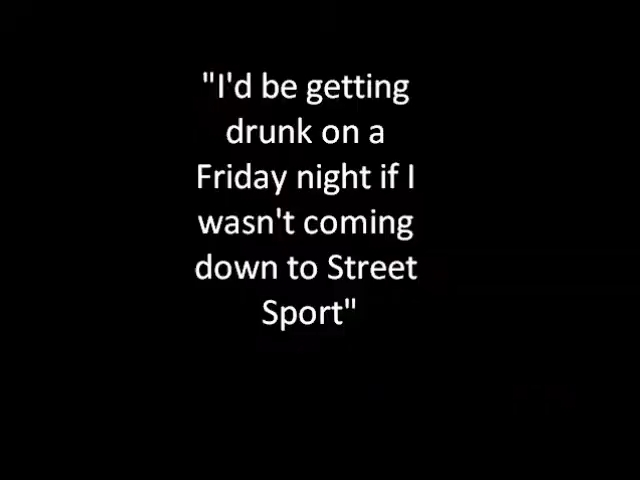 "I'd be getting
drunk on a
Friday night if I
wasn't coming
down to Street
Sport"